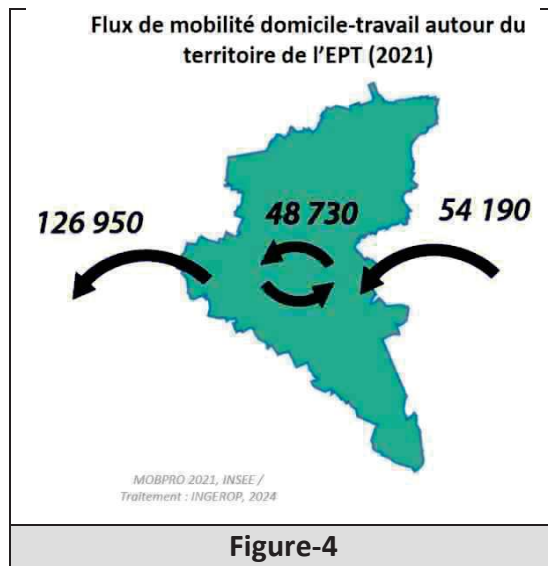 Flux de mobilité domicile-travail autour du
territoire de l'EPT (2021)
126 950
48 730
54 190
MOBPRO 2021, INSEE /
Traitement : INGEROP, 2024
Figure-4